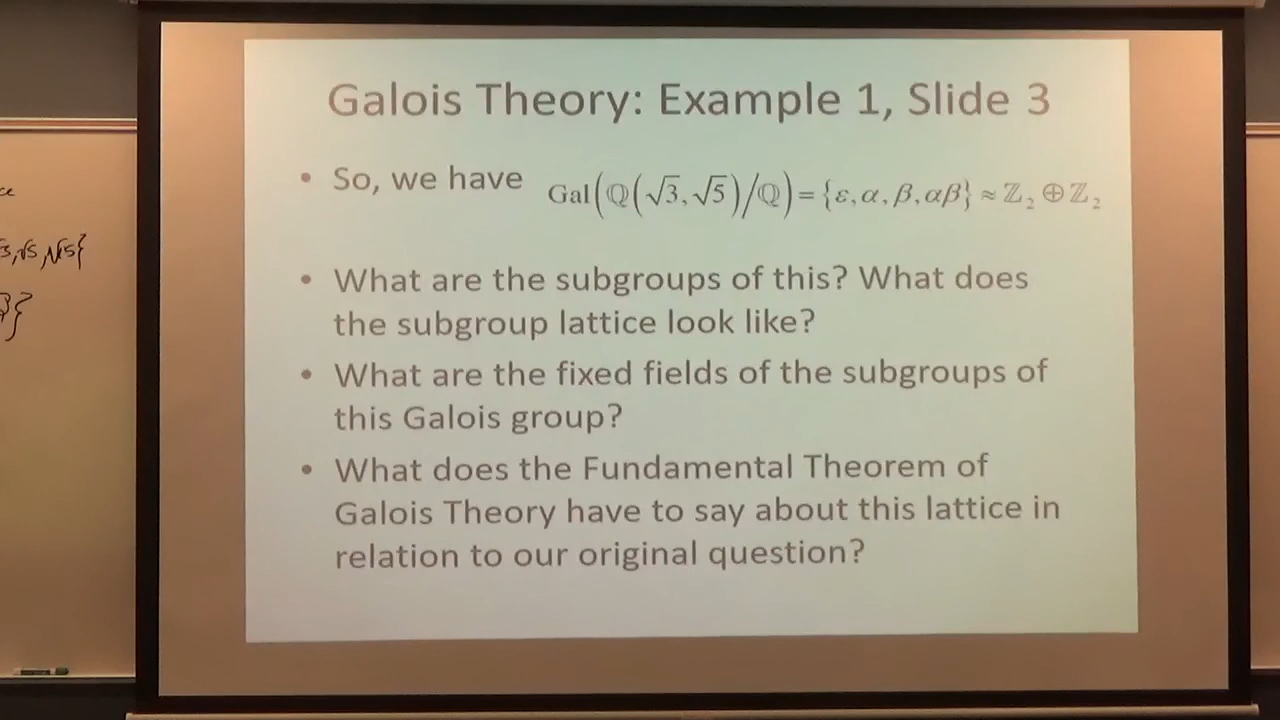 Galois Theory: Example 1, Slide 3
• So, we have Gal(ℚ(√3,√5)/ℚ)={ε,α,β,αβ}≈ℤ₂⊕ℤ₂
• What are the subgroups of this? What does
the subgroup lattice look like?
• What are the fixed fields of the subgroups of
this Galois group?
• What does the Fundamental Theorem of
Galois Theory have to say about this lattice in
relation to our original question?